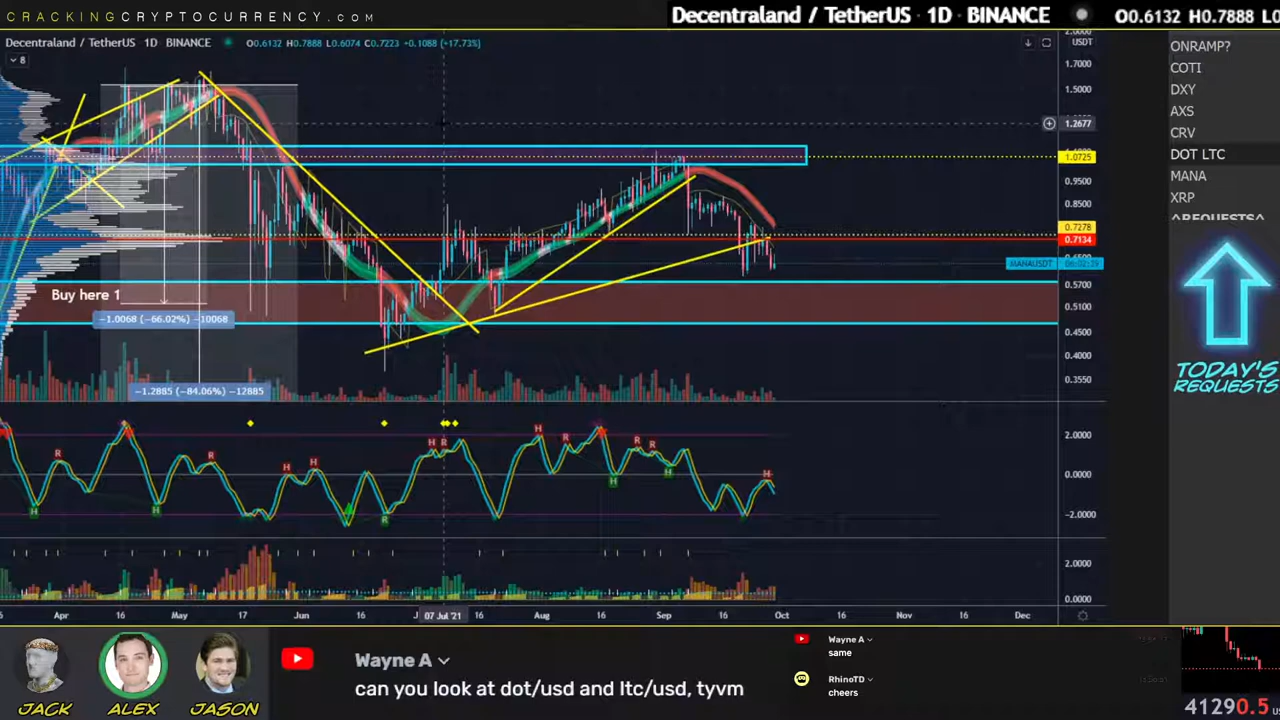 CRACKINGCRYPTOCURRENCY.com
Decentraland / TetherUS · 1D · BINANCE
O0.6132 H0.7888 L0
Decentraland / TetherUS 1D BINANCE
O0.6132 H0.7888 L0.6074 C0.7223 +0.1088 (+17.73%)
8
USDT
1.7000
1.5000
1.2677
1.0725
0.9500
0.8500
0.7278
0.7134
MANAUSDT
0.5700
0.5100
0.4500
0.4000
0.3550
Buy here 1
−1.0068 (−66.02%) −10068
−1.2885 (−84.06%) −12885
2.0000
0.0000
−2.0000
2.0000
0.0000
Apr
16
May
17
Jun
16
07 Jul '21
16
Aug
16
Sep
16
Oct
16
Nov
16
Dec
ONRAMP?
COTI
DXY
AXS
CRV
DOT LTC
MANA
XRP
^REQUESTS^
TODAY'S
REQUESTS
JACK
ALEX
JASON
Wayne A
can you look at dot/usd and ltc/usd, tyvm
Wayne A
same
RhinoTD
cheers
41290.5